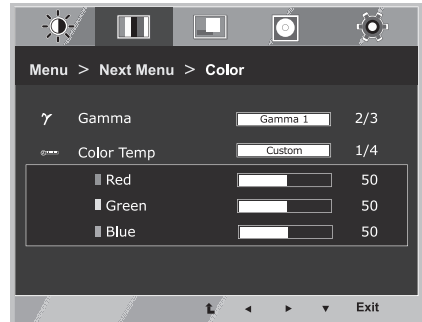 Menu > Next Menu > Color
γ Gamma Gamma 1 2/3
Color Temp Custom 1/4
Red 50
Green 50
Blue 50
Exit